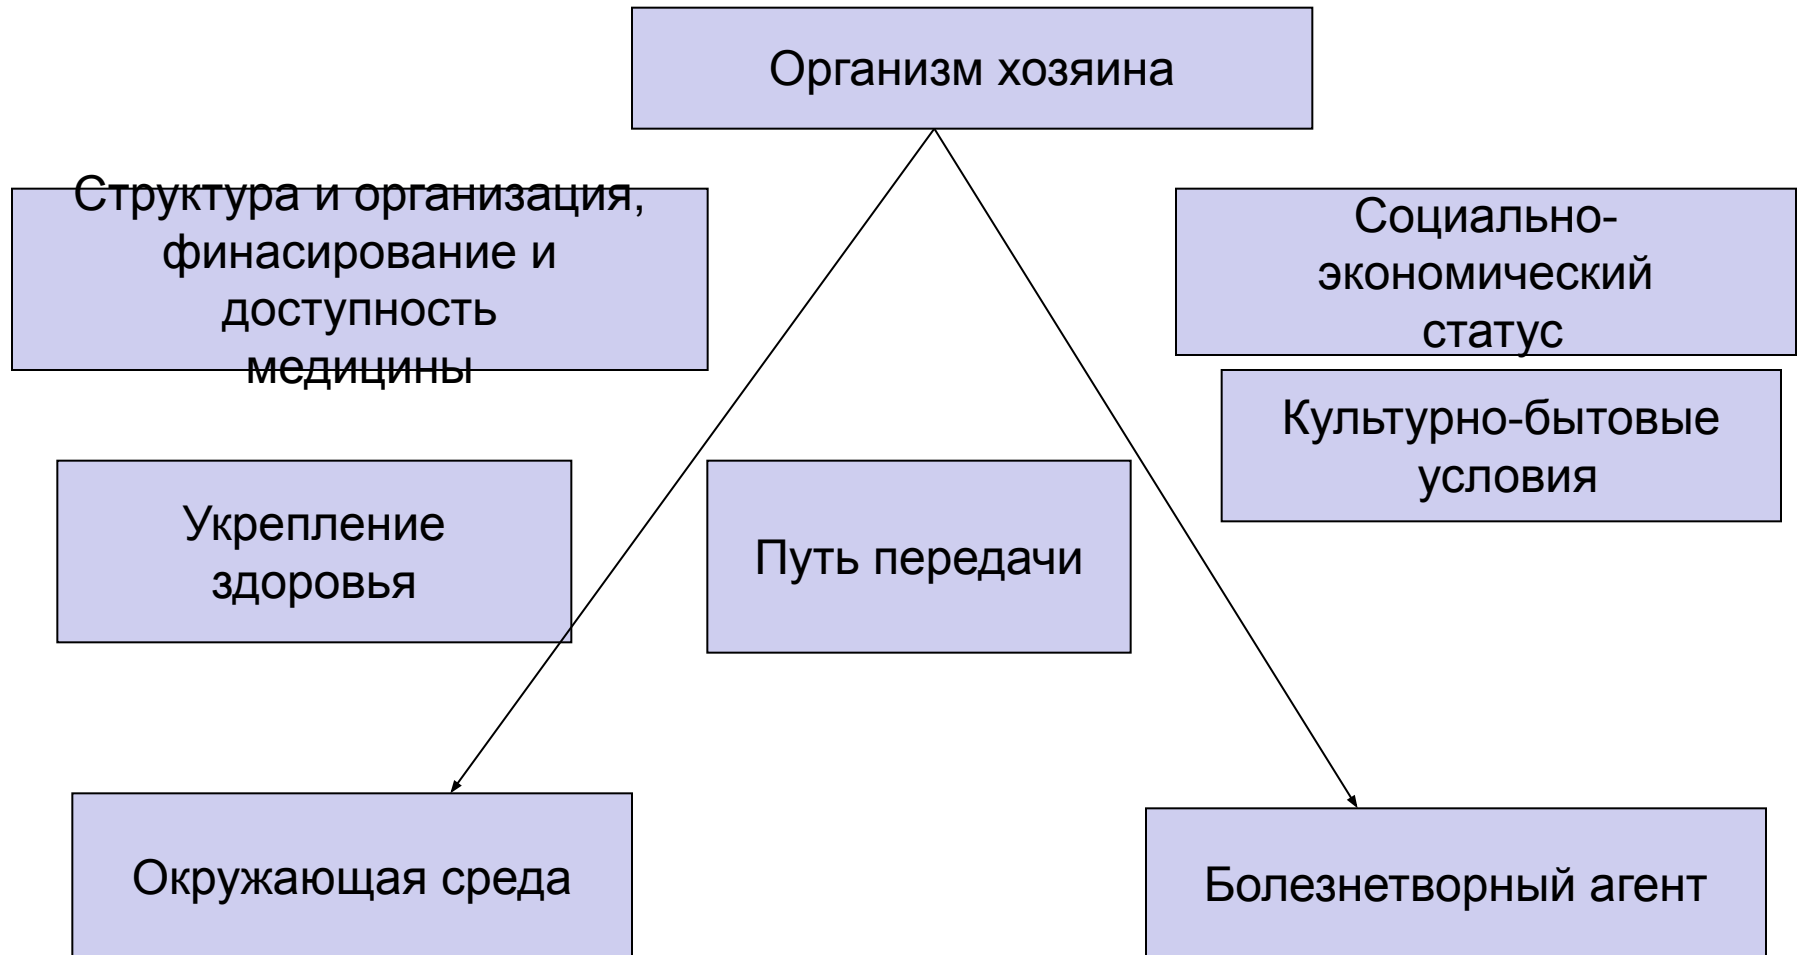 Организм хозяина
Структура и организация,
финасирование и
доступность
медицины
Социально-
экономический
статус
Культурно-бытовые
условия
Укрепление
здоровья
Путь передачи
Окружающая среда
Болезнетворный агент